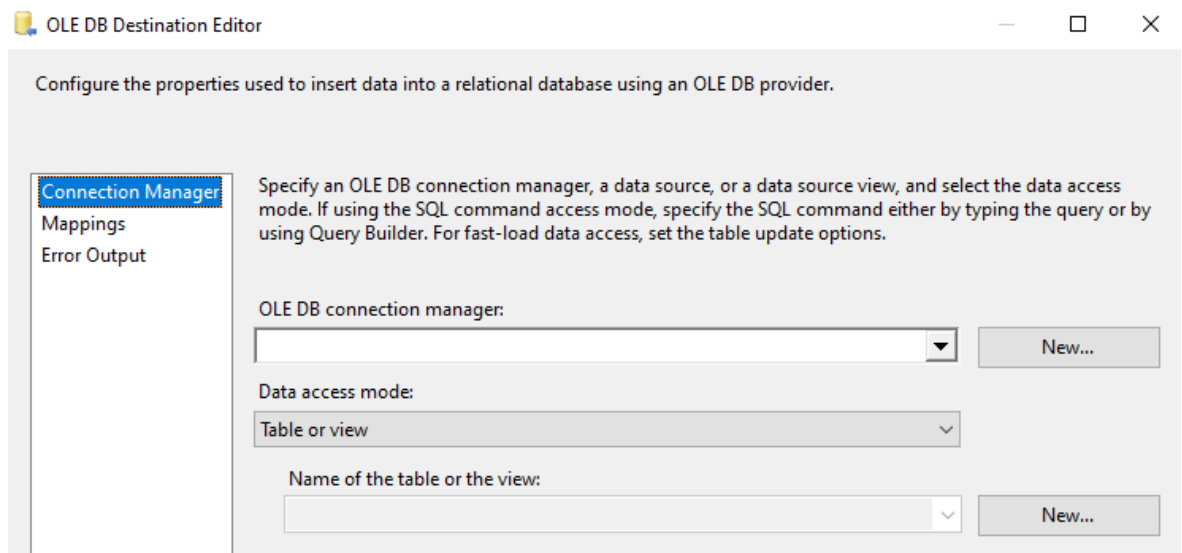 OLE DB Destination Editor
Configure the properties used to insert data into a relational database using an OLE DB provider.
Connection Manager
Mappings
Error Output
Specify an OLE DB connection manager, a data source, or a data source view, and select the data access
mode. If using the SQL command access mode, specify the SQL command either by typing the query or by
using Query Builder. For fast-load data access, set the table update options.
OLE DB connection manager:
New...
Data access mode:
Table or view
Name of the table or the view:
New...